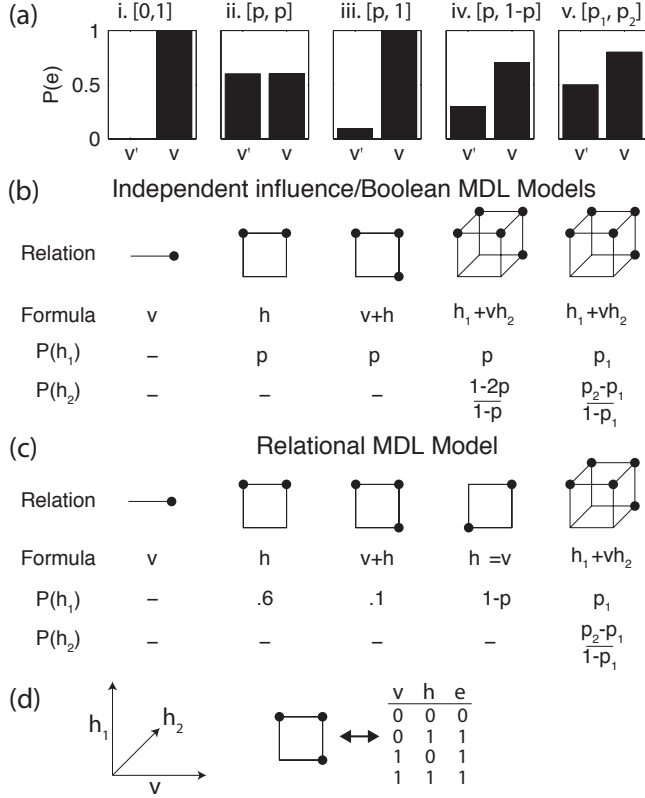 (a) i. [0,1] ii. [p, p] iii. [p, 1] iv. [p, 1-p] v. [p₁, p₂]
1
P(e) 0.5
0
v' v v' v v' v v' v v' v
(b) Independent influence/Boolean MDL Models
Relation
Formula v h v+h h₁+vh₂ h₁+vh₂
P(h₁) – p p p p₁
P(h₂) – – – 1-2p/1-p p₂-p₁/1-p₁
(c) Relational MDL Model
Relation
Formula v h v+h h =v h₁+vh₂
P(h₁) – .6 .1 1-p p₁
P(h₂) – – – – p₂-p₁/1-p₁
(d) h₁ h₂ v
v h e
0 0 0
0 1 1
1 0 1
1 1 1